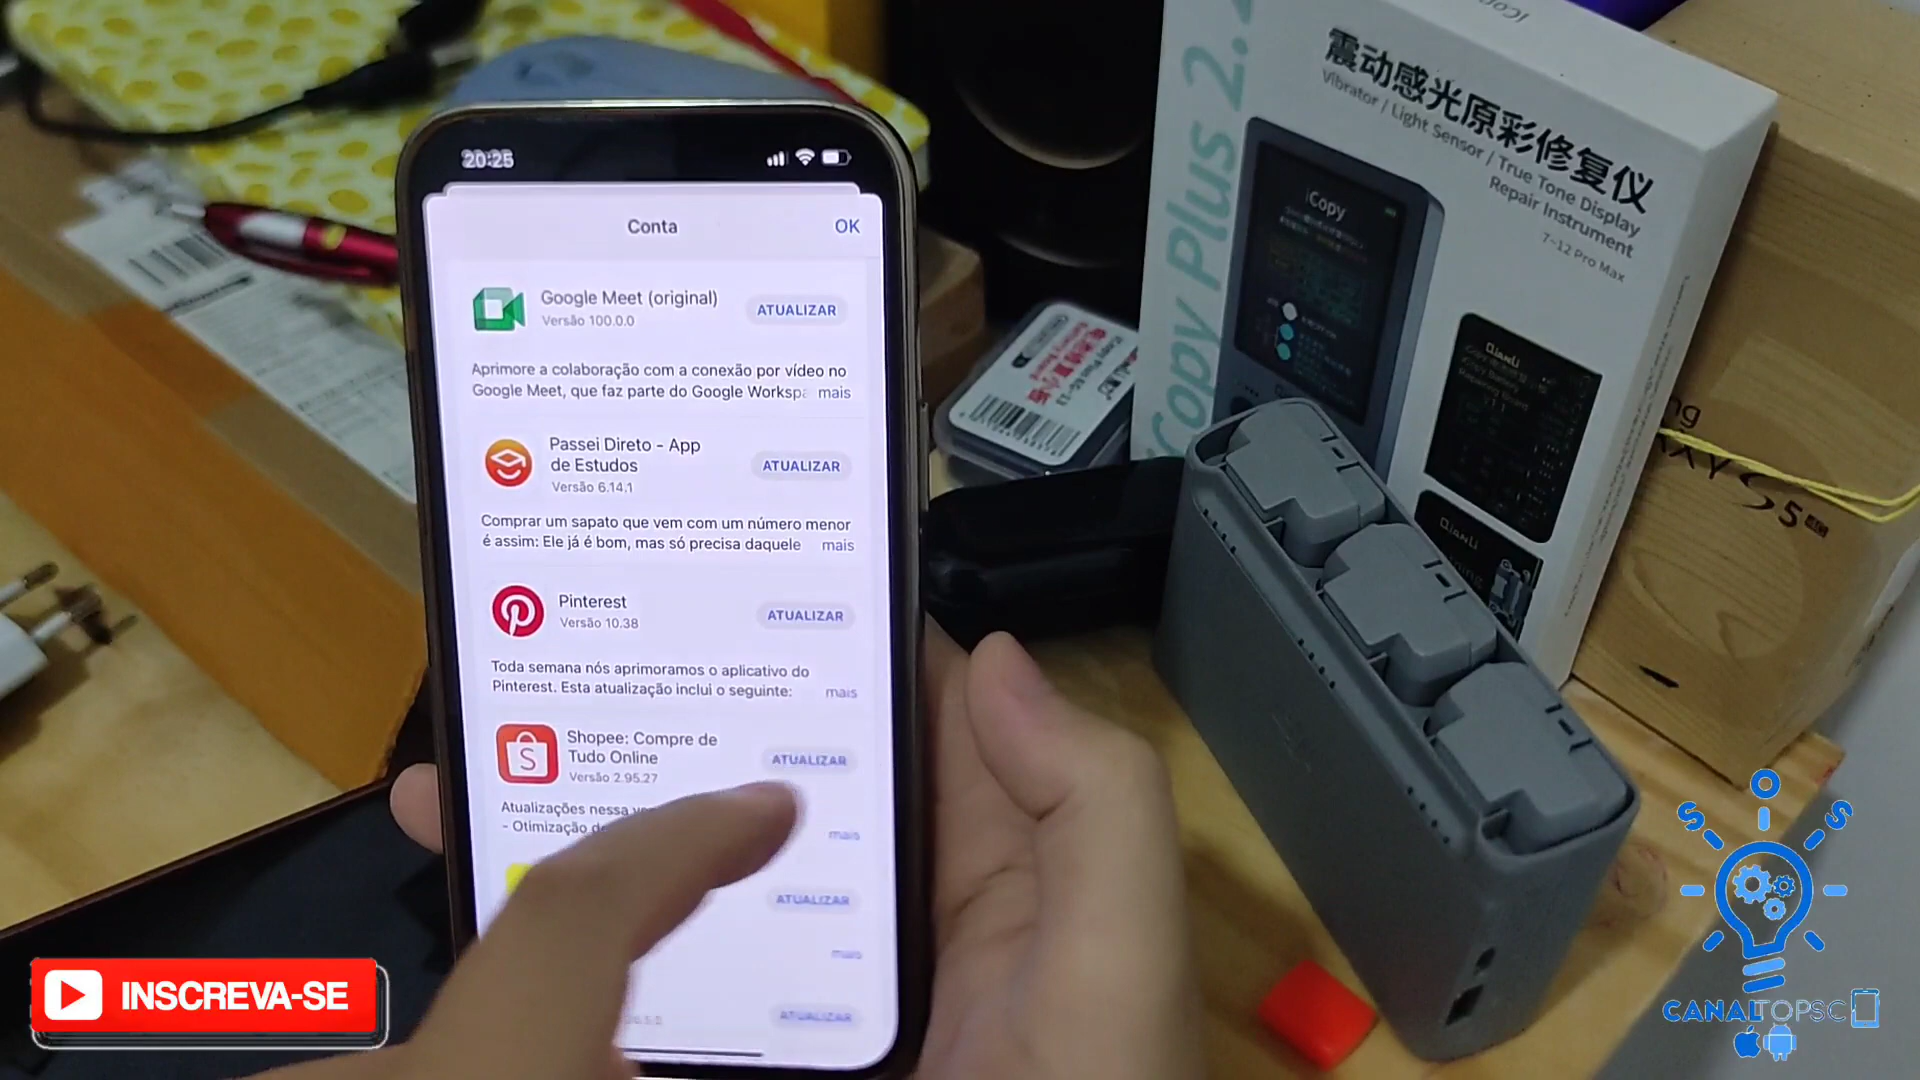 20:25
Conta
OK
Google Meet (original)
Versão 100.0.0
ATUALIZAR
Aprimore a colaboração com a conexão por vídeo no
Google Meet, que faz parte do Google Workspa mais
Passei Direto - App
de Estudos
Versão 6.14.1
ATUALIZAR
Comprar um sapato que vem com um número menor
é assim: Ele já é bom, mas só precisa daquele mais
Pinterest
Versão 10.38
ATUALIZAR
Toda semana nós aprimoramos o aplicativo do
Pinterest. Esta atualização inclui o seguinte: mais
Shopee: Compre de
Tudo Online
Versão 2.95.27
ATUALIZAR
Atualizações nessa
- Otimização
mais
ATUALIZAR
mais
ATUALIZAR
iCopy
iCopy Plus 2.
震动感光原彩修复仪
Vibrator / Light Sensor / True Tone Display
Repair Instrument
7-12 Pro Max
iCopy
QIANLI
QIANLI
S5
INSCREVA-SE
S O S
CANALTOPSC